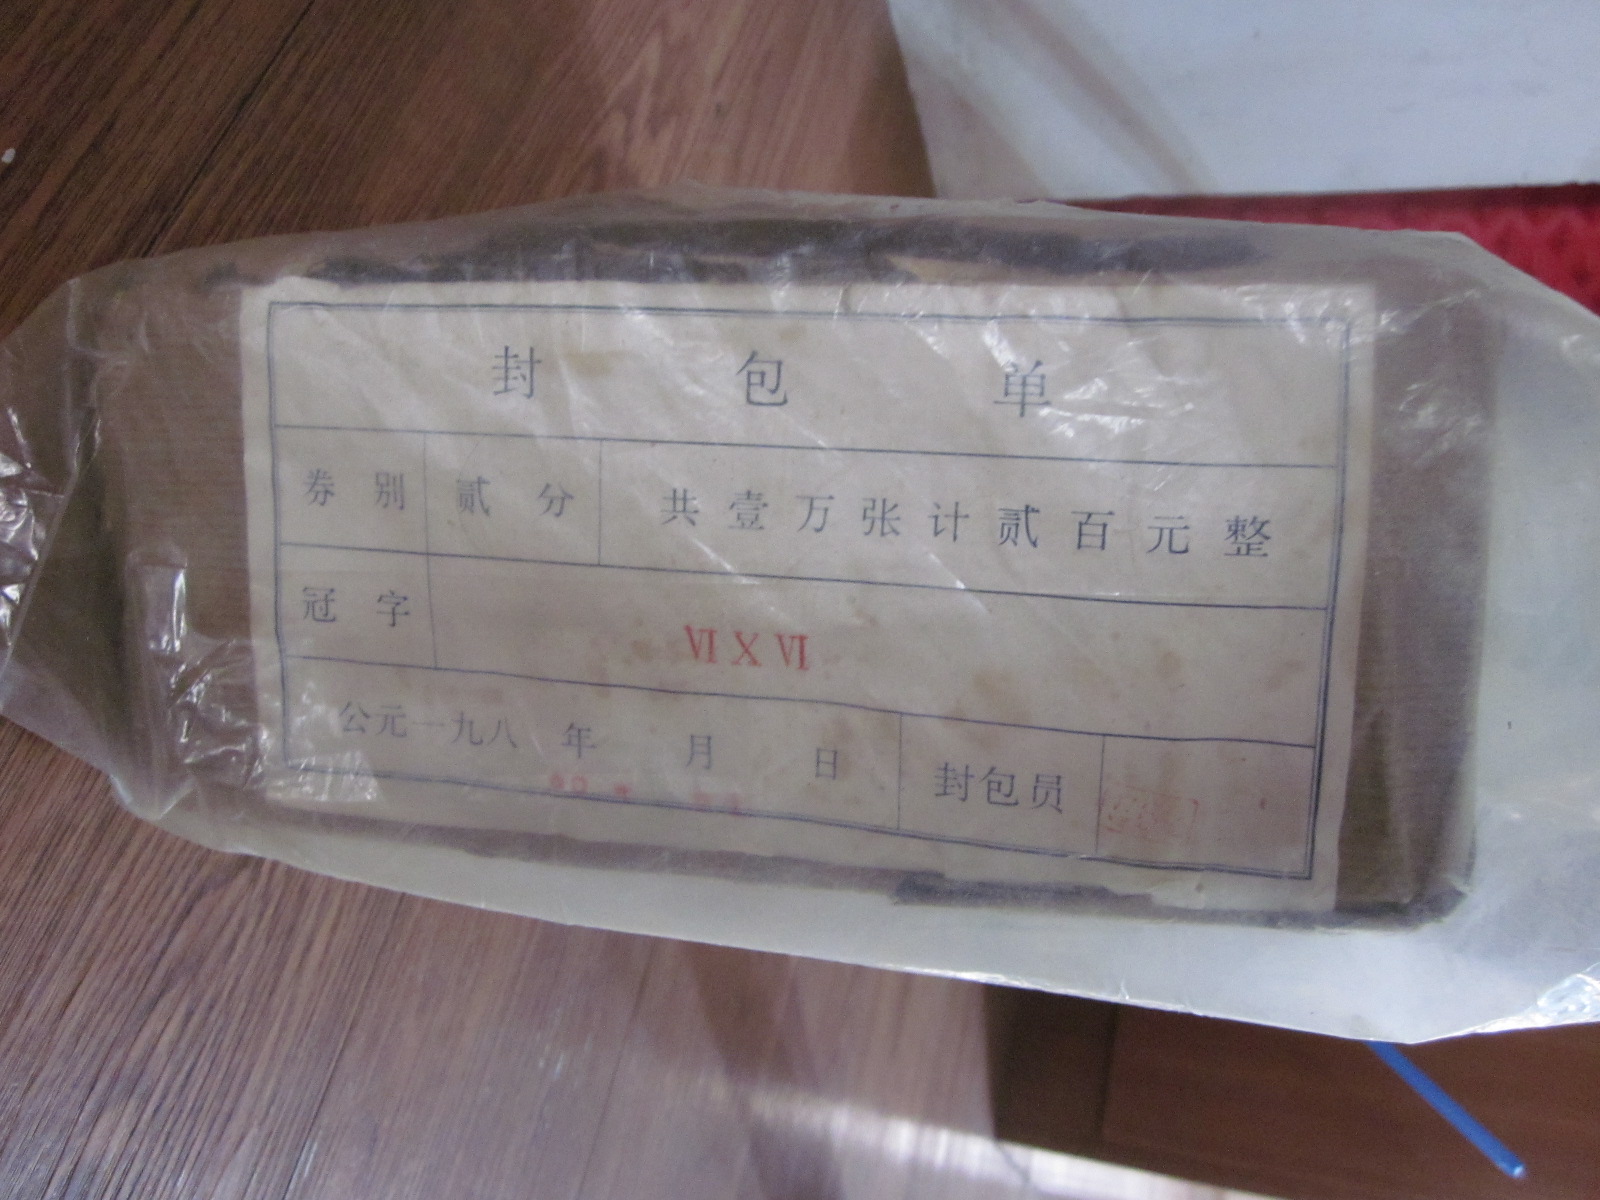 封包单
券别 贰分 共壹万张计贰百元整
冠字 VI X VI
公元一九八 年 月 日 封包员